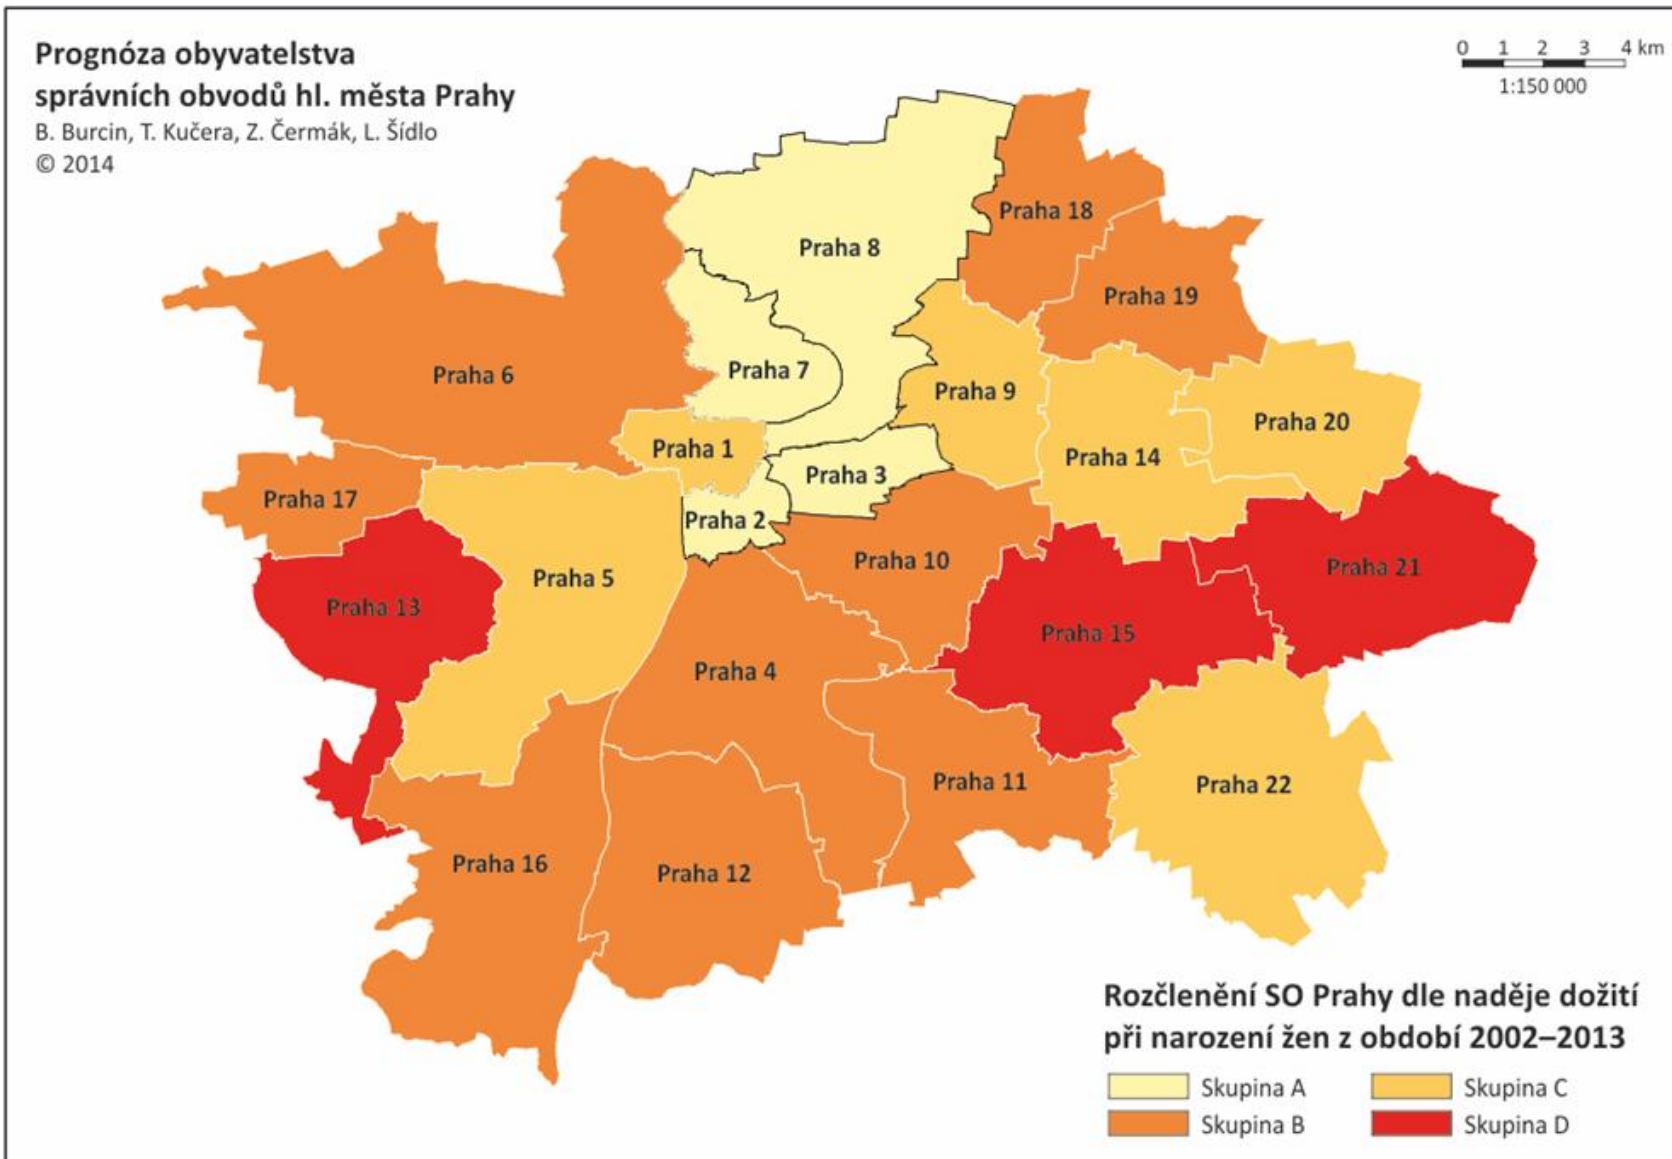 Prognóza obyvatelstva
správních obvodů hl. města Prahy
B. Burcin, T. Kučera, Z. Čermák, L. Šídlo
© 2014
0 1 2 3 4 km
1:150 000
Praha 18
Praha 8
Praha 19
Praha 6
Praha 7
Praha 9
Praha 20
Praha 1
Praha 14
Praha 3
Praha 17
Praha 2
Praha 10
Praha 21
Praha 5
Praha 13
Praha 15
Praha 4
Praha 11
Praha 22
Praha 16
Praha 12
Rozčlenění SO Prahy dle naděje dožití
při narození žen z období 2002–2013
Skupina A Skupina C
Skupina B Skupina D